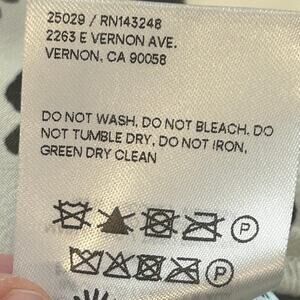 25029 / RN143248
2263 E VERNON AVE.
VERNON, CA 90058
DO NOT WASH. DO NOT BLEACH. DO
NOT TUMBLE DRY, DO NOT IRON,
GREEN DRY CLEAN
P
P